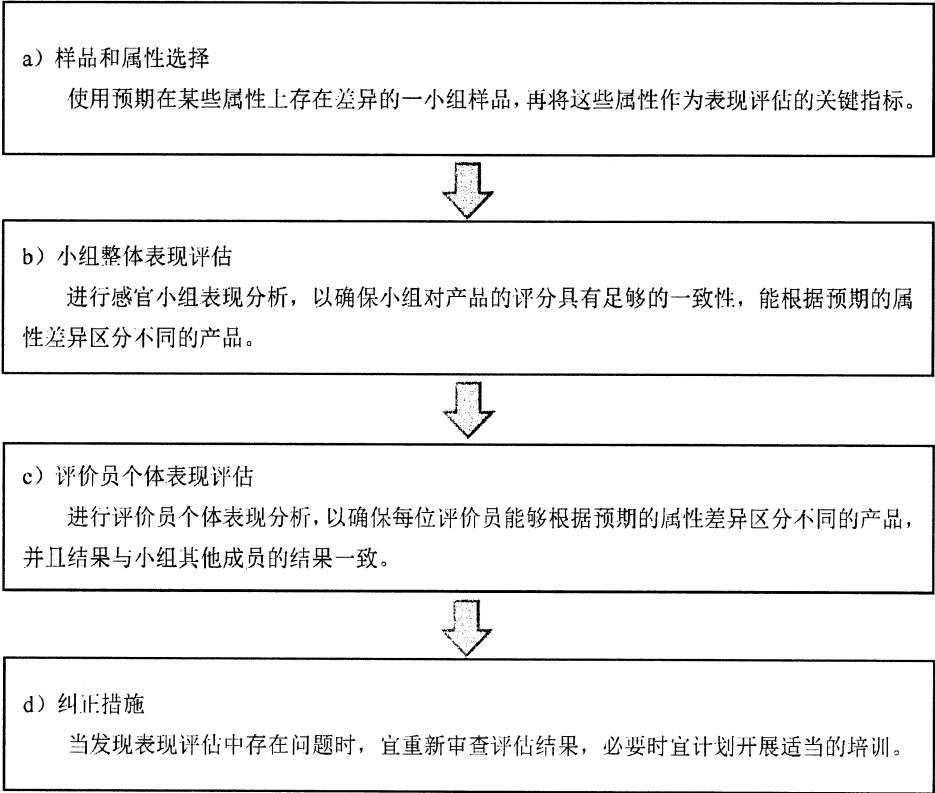 a）样品和属性选择
使用预期在某些属性上存在差异的一小组样品，再将这些属性作为表现评估的关键指标。
b）小组整体表现评估
进行感官小组表现分析，以确保小组对产品的评分具有足够的一致性，能根据预期的属
性差异区分不同的产品。
c）评价员个体表现评估
进行评价员个体表现分析，以确保每位评价员能够根据预期的属性差异区分不同的产品，
并且结果与小组其他成员的结果一致。
d）纠正措施
当发现表现评估中存在问题时，宜重新审查评估结果，必要时宜计划开展适当的培训。